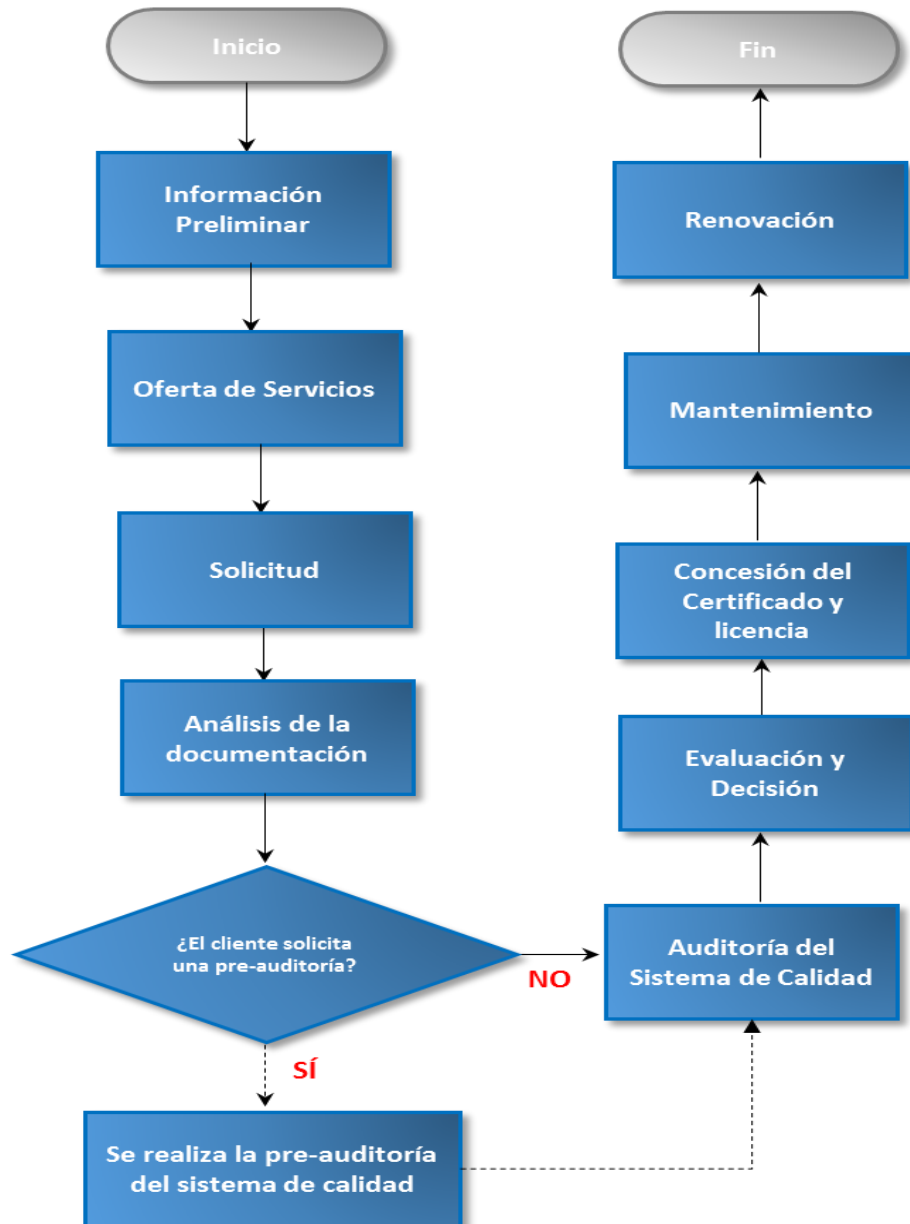 Inicio
Información
Preliminar
Oferta de Servicios
Solicitud
Análisis de la
documentación
¿El cliente solicita
una pre-auditoría?
NO
SÍ
Se realiza la pre-auditoría
del sistema de calidad
Auditoría del
Sistema de Calidad
Evaluación y
Decisión
Concesión del
Certificado y
licencia
Mantenimiento
Renovación
Fin